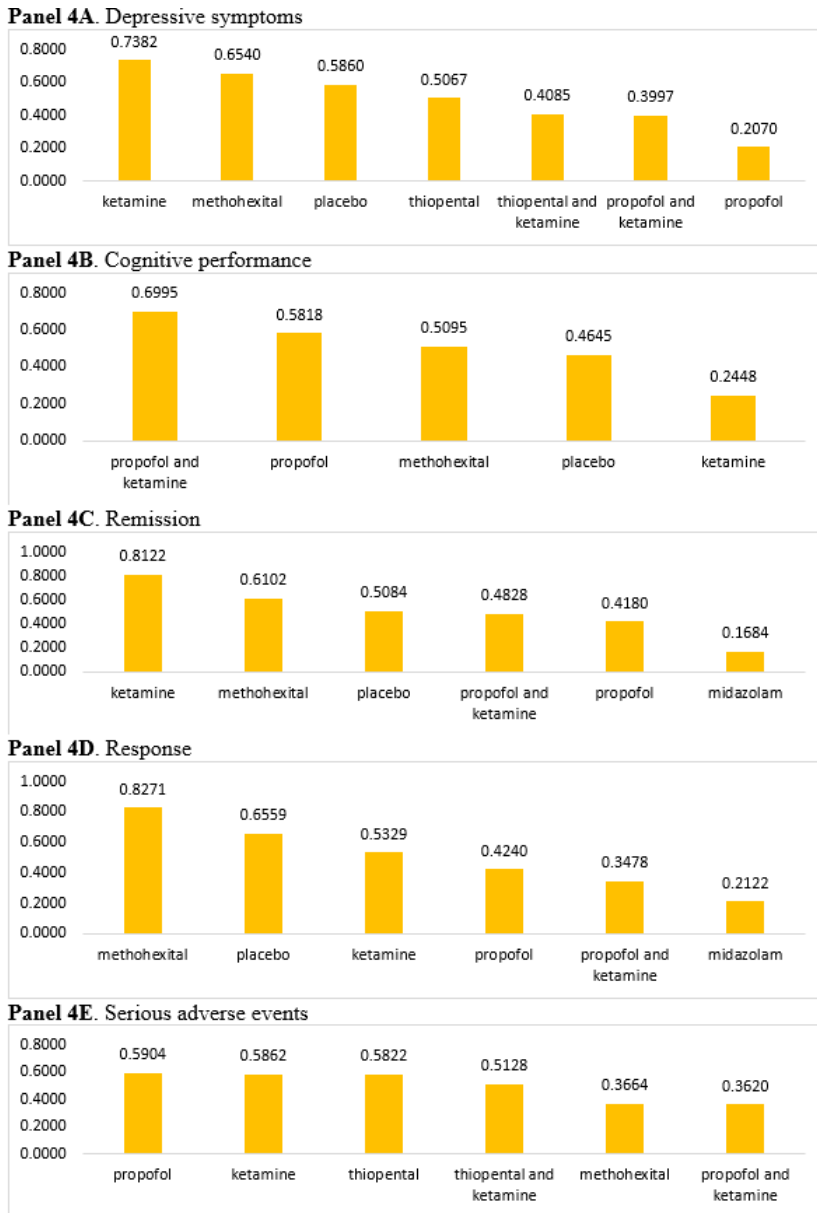 Panel 4A. Depressive symptoms
0.8000
0.6000
0.4000
0.2000
0.0000
0.7382
0.6540
0.5860
0.5067
0.4085
0.3997
0.2070
ketamine
methohexital
placebo
thiopental
thiopental and
ketamine
propofol and
ketamine
propofol
Panel 4B. Cognitive performance
0.8000
0.6000
0.4000
0.2000
0.0000
0.6995
0.5818
0.5095
0.4645
0.2448
propofol and
ketamine
propofol
methohexital
placebo
ketamine
Panel 4C. Remission
1.0000
0.8000
0.6000
0.4000
0.2000
0.0000
0.8122
0.6102
0.5084
0.4828
0.4180
0.1684
ketamine
methohexital
placebo
propofol and
ketamine
propofol
midazolam
Panel 4D. Response
1.0000
0.8000
0.6000
0.4000
0.2000
0.0000
0.8271
0.6559
0.5329
0.4240
0.3478
0.2122
methohexital
placebo
ketamine
propofol
propofol and
ketamine
midazolam
Panel 4E. Serious adverse events
0.8000
0.6000
0.4000
0.2000
0.0000
0.5904
0.5862
0.5822
0.5128
0.3664
0.3620
propofol
ketamine
thiopental
thiopental and
ketamine
methohexital
propofol and
ketamine